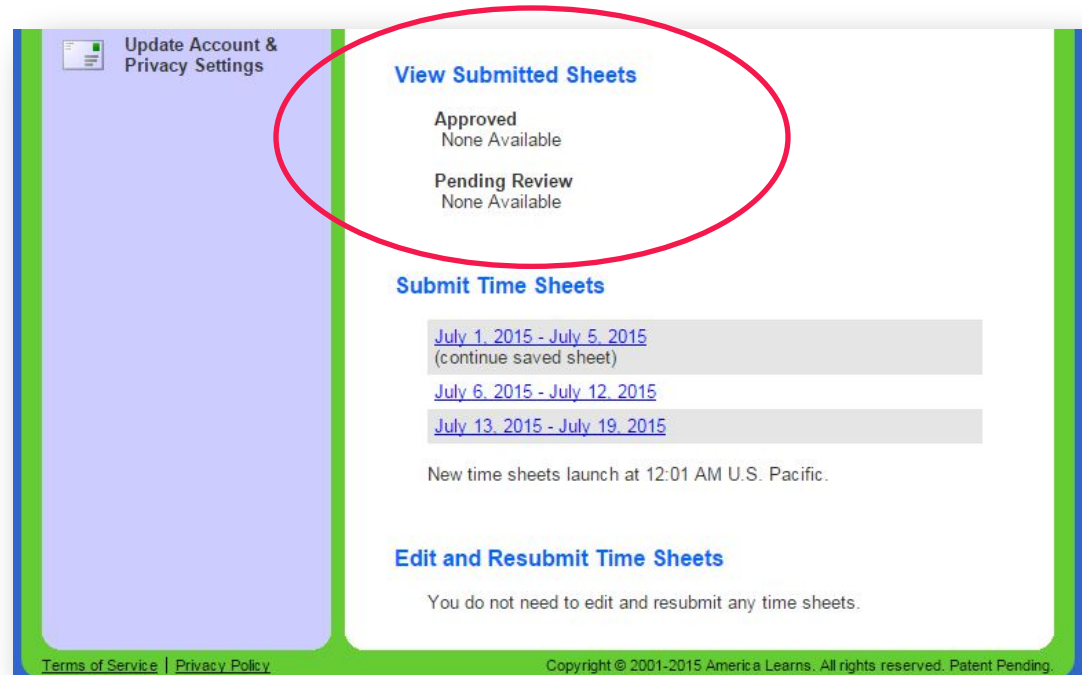 Update Account &
Privacy Settings
View Submitted Sheets
Approved
None Available
Pending Review
None Available
Submit Time Sheets
July 1, 2015 - July 5, 2015
(continue saved sheet)
July 6, 2015 - July 12, 2015
July 13, 2015 - July 19, 2015
New time sheets launch at 12:01 AM U.S. Pacific.
Edit and Resubmit Time Sheets
You do not need to edit and resubmit any time sheets.
Terms of Service | Privacy Policy
Copyright © 2001-2015 America Learns. All rights reserved. Patent Pending.